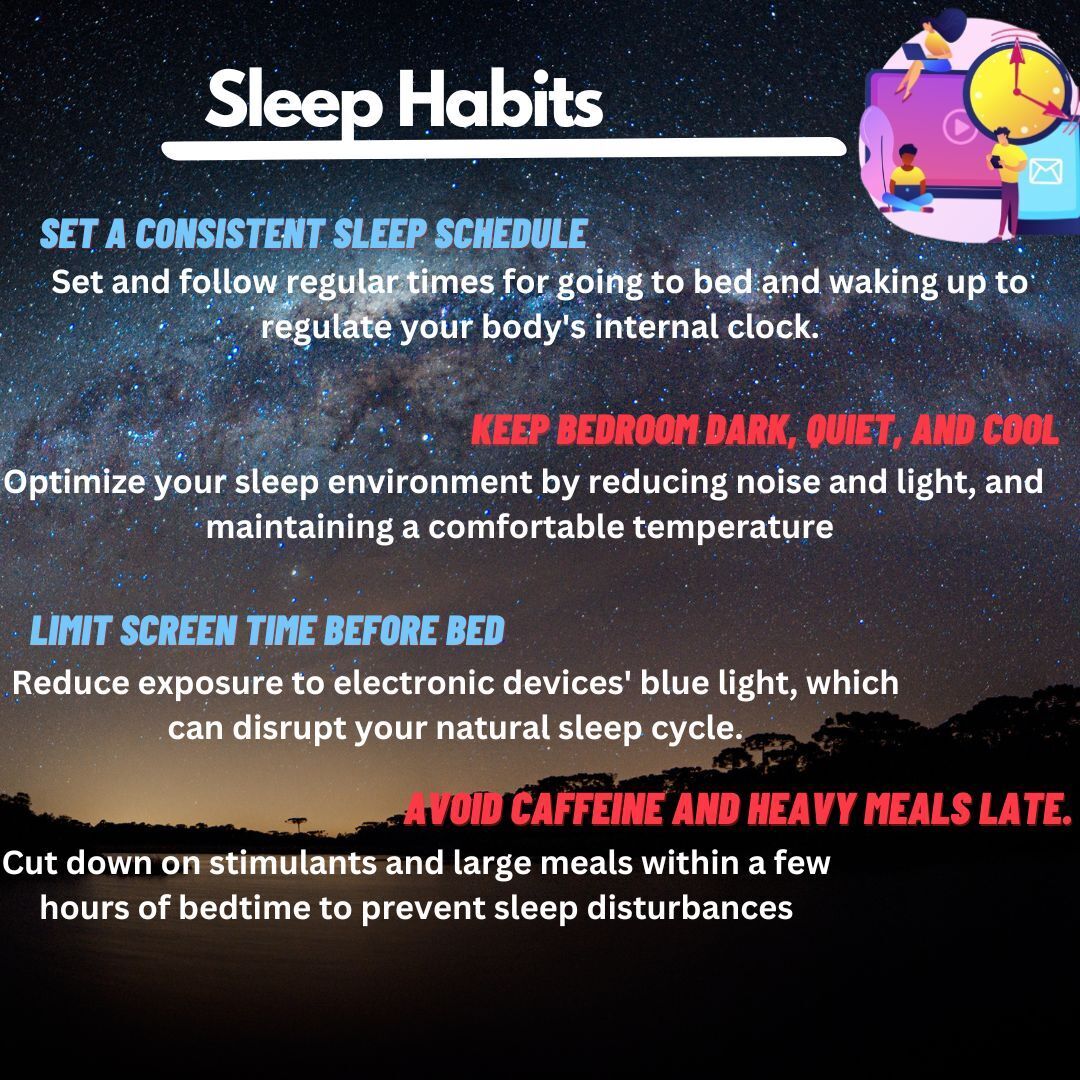 Sleep Habits
SET A CONSISTENT SLEEP SCHEDULE
Set and follow regular times for going to bed and waking up to
regulate your body's internal clock.
KEEP BEDROOM DARK, QUIET, AND COOL
Optimize your sleep environment by reducing noise and light, and
maintaining a comfortable temperature
LIMIT SCREEN TIME BEFORE BED
Reduce exposure to electronic devices' blue light, which
can disrupt your natural sleep cycle.
AVOID CAFFEINE AND HEAVY MEALS LATE.
Cut down on stimulants and large meals within a few
hours of bedtime to prevent sleep disturbances